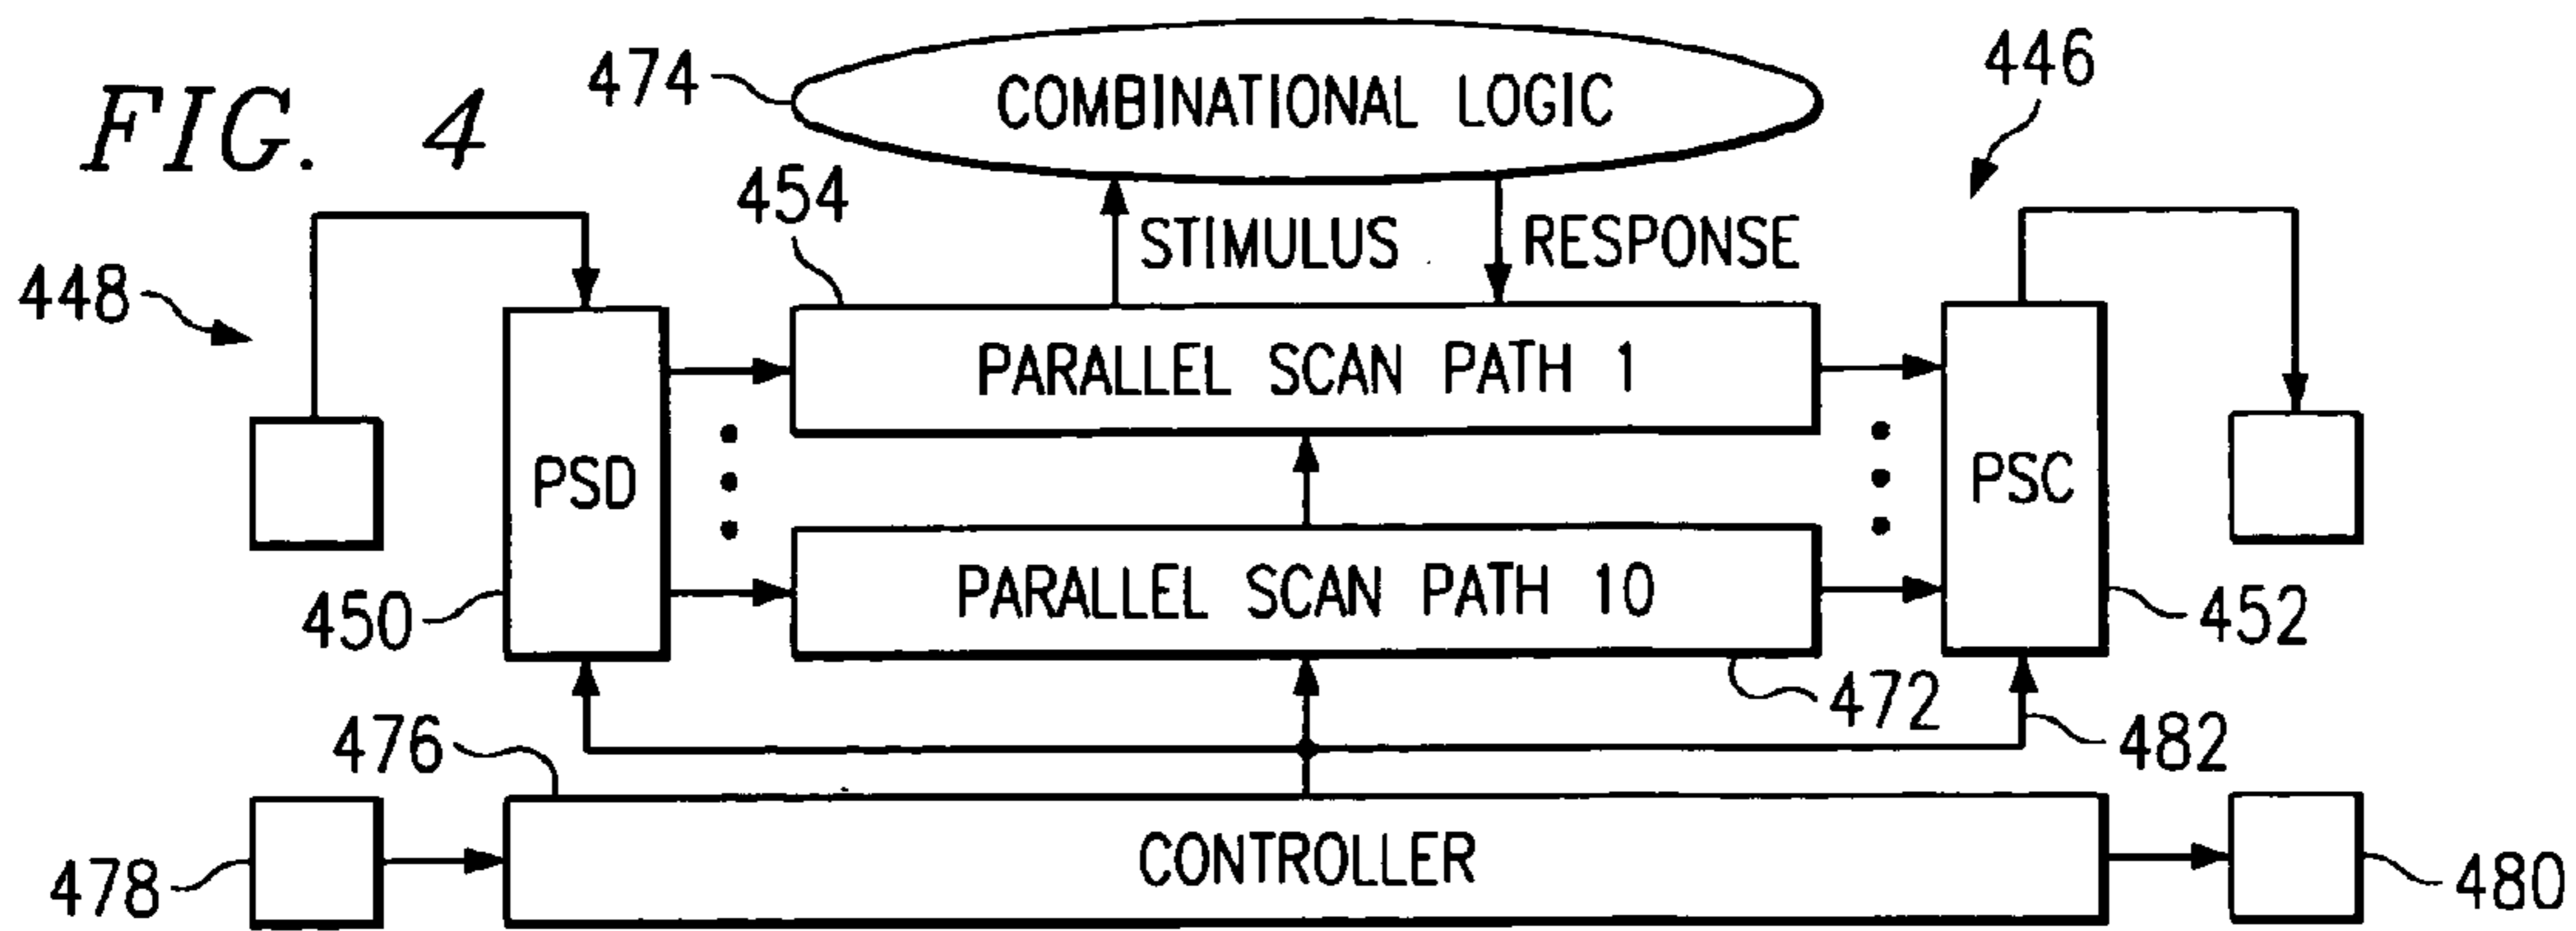 FIG. 4
474
COMBINATIONAL LOGIC
446
454
STIMULUS
RESPONSE
448
PARALLEL SCAN PATH 1
PSD
PSC
PARALLEL SCAN PATH 10
450
452
472
476
482
CONTROLLER
478
480